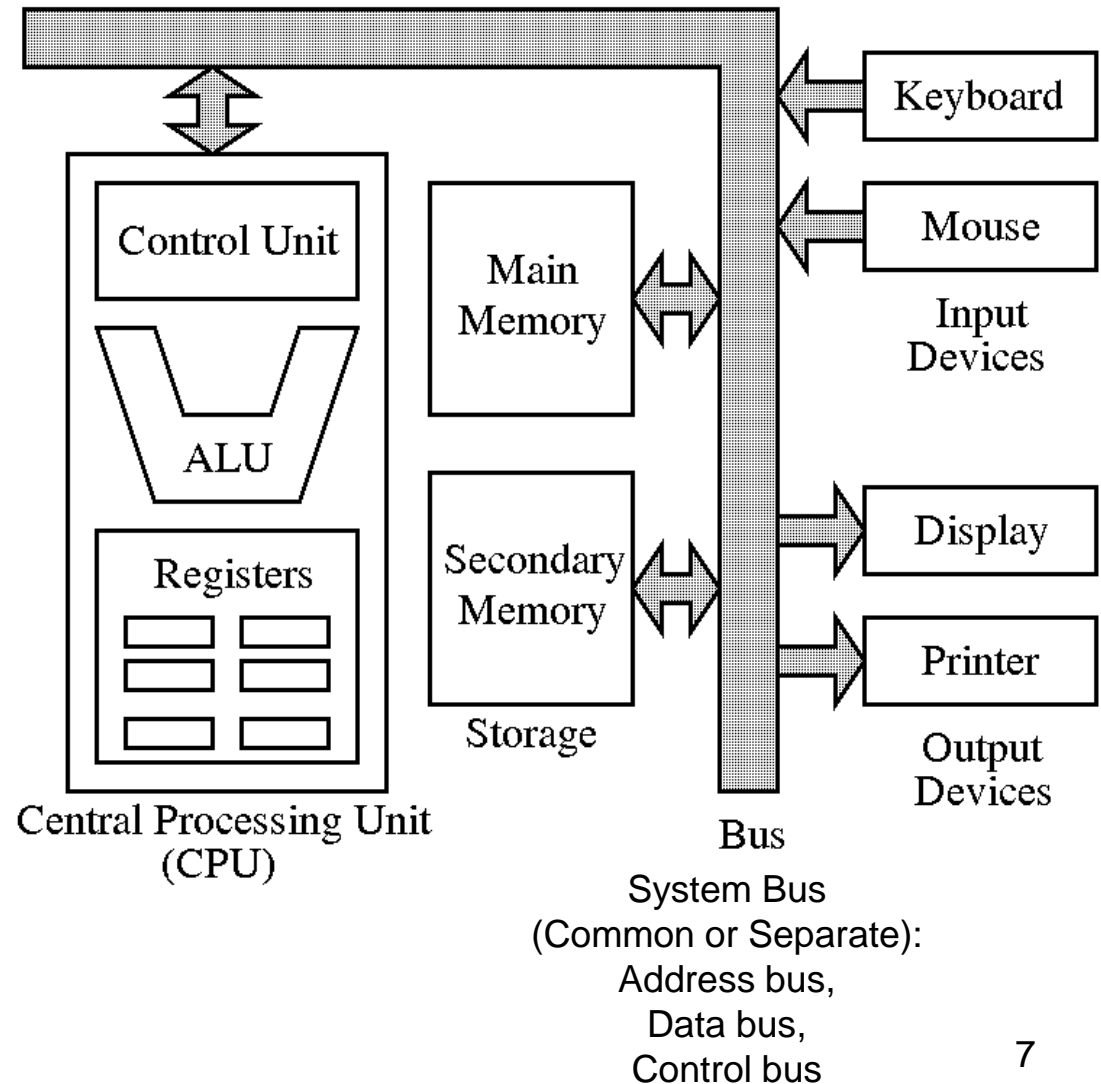 Control Unit
ALU
Registers
Central Processing Unit
(CPU)
Main
Memory
Secondary
Memory
Storage
Keyboard
Mouse
Input
Devices
Display
Printer
Output
Devices
Bus
System Bus
(Common or Separate):
Address bus,
Data bus,
Control bus
7